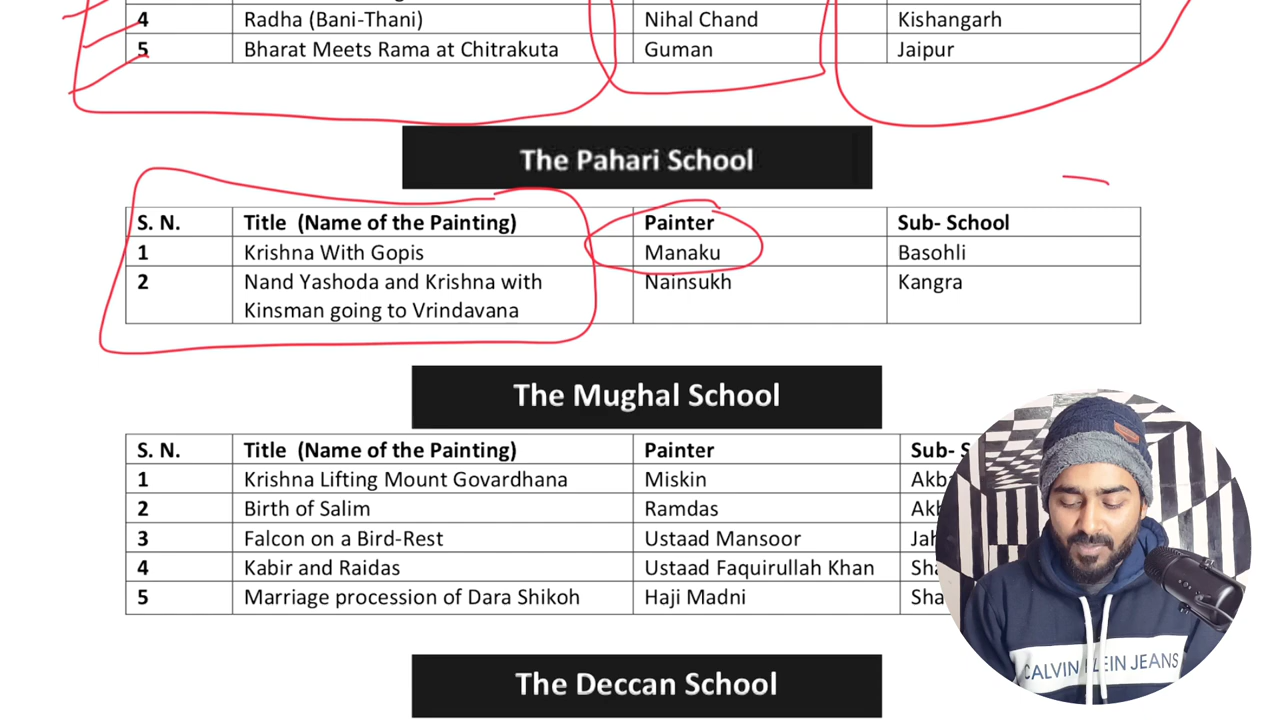 4 Radha (Bani-Thani) Nihal Chand Kishangarh
5 Bharat Meets Rama at Chitrakuta Guman Jaipur
The Pahari School
S. N. Title (Name of the Painting) Painter Sub- School
1 Krishna With Gopis Manaku Basohli
2 Nand Yashoda and Krishna with Nainsukh Kangra
Kinsman going to Vrindavana
The Mughal School
S. N. Title (Name of the Painting) Painter Sub-
1 Krishna Lifting Mount Govardhana Miskin
2 Birth of Salim Ramdas
3 Falcon on a Bird-Rest Ustaad Mansoor
4 Kabir and Raidas Ustaad Faquirullah Khan
5 Marriage procession of Dara Shikoh Haji Madni
CALVIN KLEIN JEANS
The Deccan School